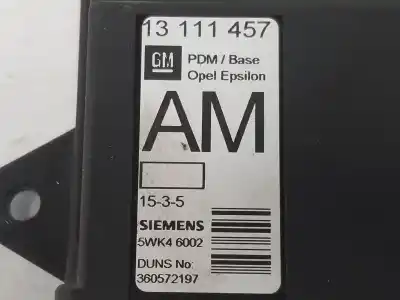 13 111 457
GM
PDM / Base
Opel Epsilon
AM
15-3-5
SIEMENS
5WK4 6002
DUNS No:
360572197